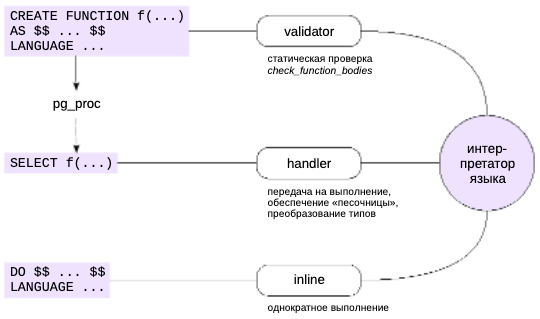 CREATE FUNCTION f(...)
AS $$ ... $$
LANGUAGE ...
validator
статическая проверка
check_function_bodies
pg_proc
интер-
претатор
языка
SELECT f(...)
handler
передача на выполнение,
обеспечение «песочницы»,
преобразование типов
DO $$ ... $$
LANGUAGE ...
inline
однократное выполнение